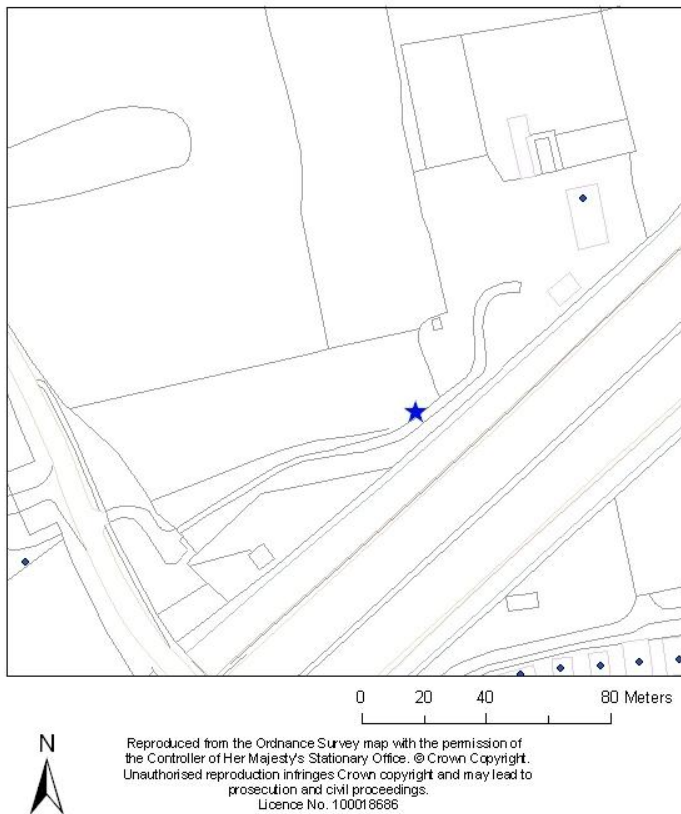 0 20 40 80 Meters
N
Reproduced from the Ordnance Survey map with the permission of
the Controller of Her Majesty's Stationary Office. © Crown Copyright.
Unauthorised reproduction infringes Crown copyright and may lead to
prosecution and civil proceedings.
Licence No. 100018686